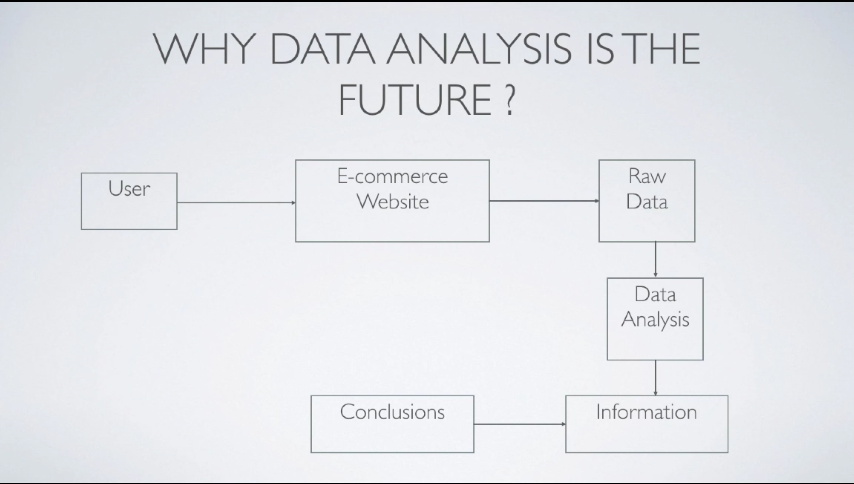 WHY DATA ANALYSIS IS THE
FUTURE ?
User
E-commerce
Website
Raw
Data
Data
Analysis
Conclusions
Information